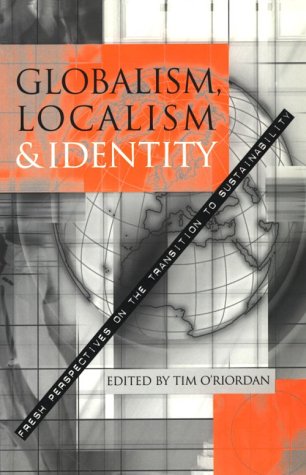 GLOBALISM,
LOCALISM
& IDENTITY
FRESH PERSPECTIVES ON THE TRANSITION TO SUSTAINABILITY
EDITED BY TIM O'RIORDAN